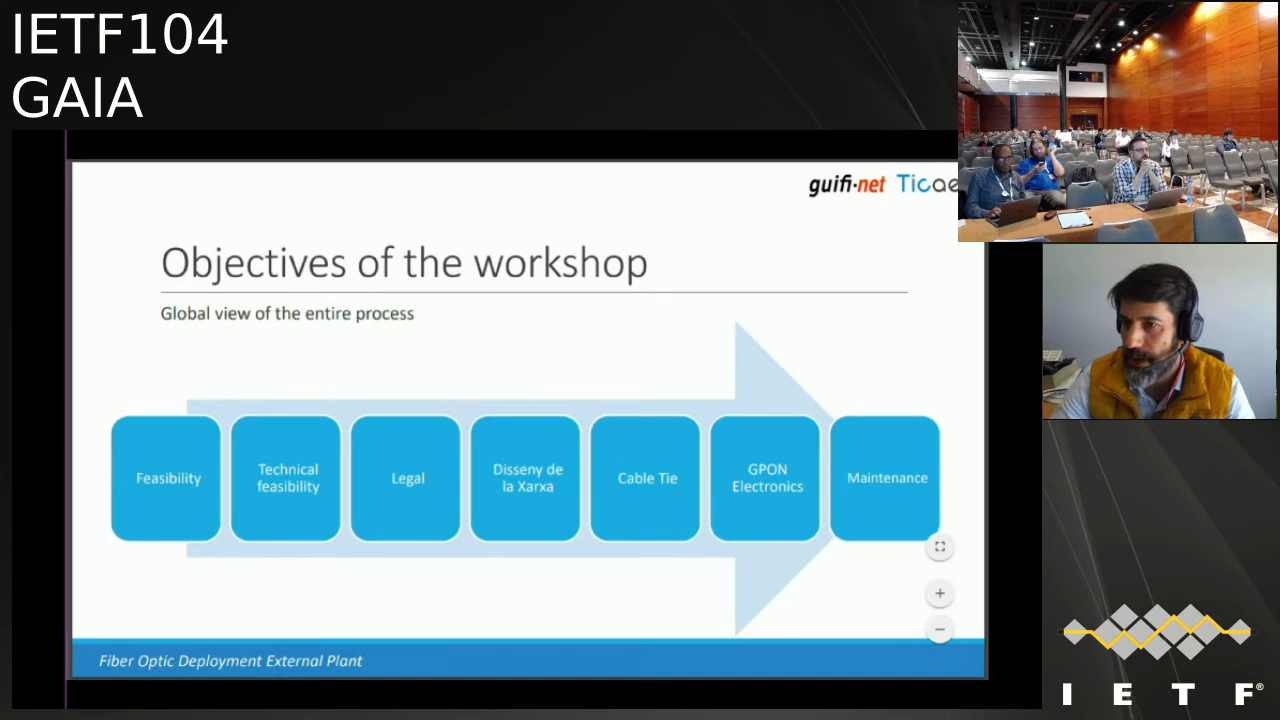 IETF104
GAIA
guifi·net Ticae
Objectives of the workshop
Global view of the entire process
Feasibility
Technical
feasibility
Legal
Disseny de
la Xarxa
Cable Tie
GPON
Electronics
Maintenance
Fiber Optic Deployment External Plant
I E T F®